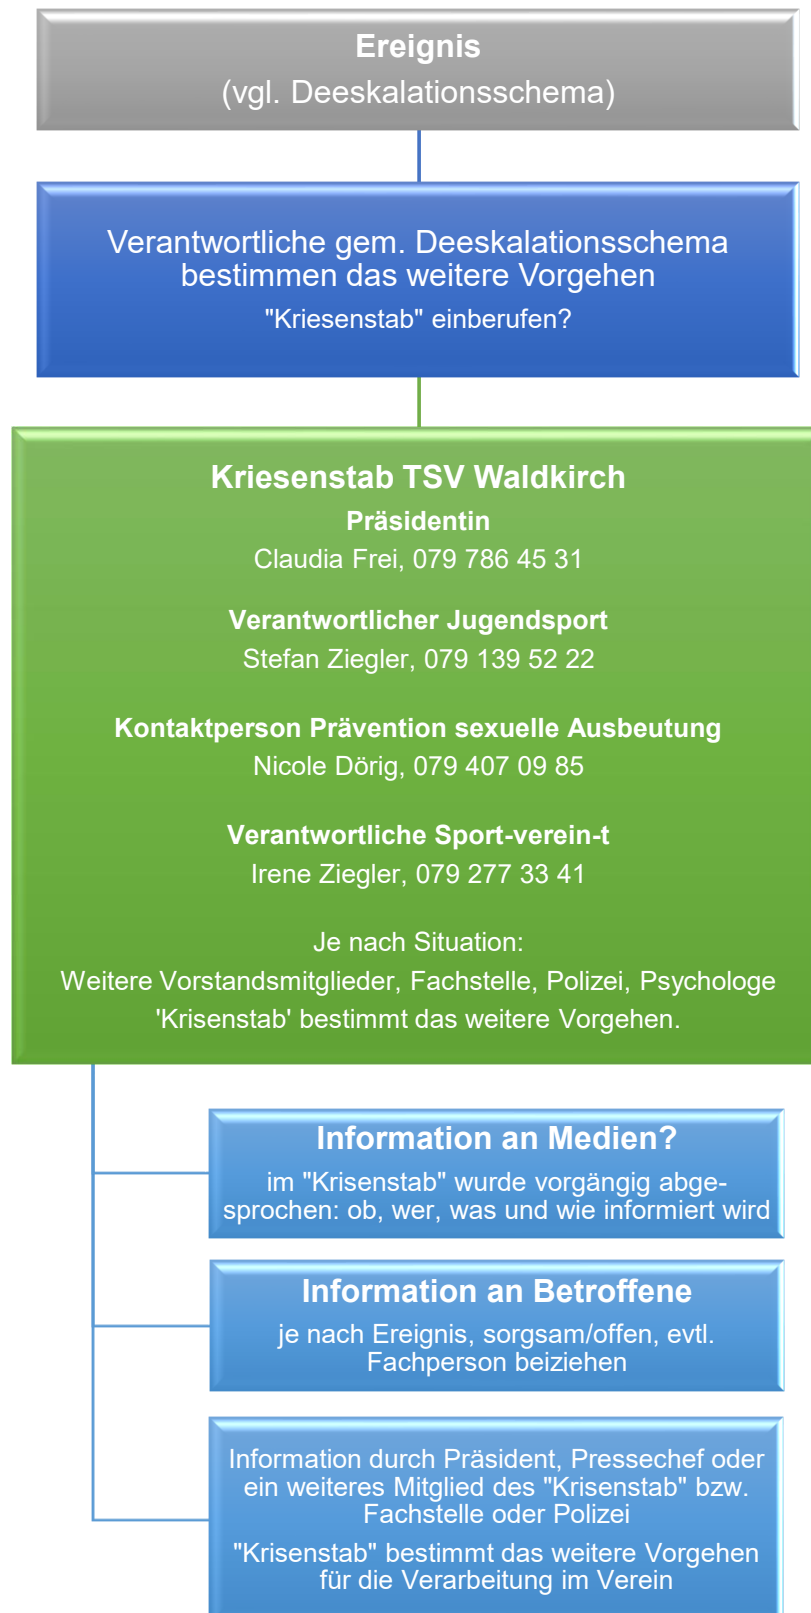 Ereignis
(vgl. Deeskalationsschema)
Verantwortliche gem. Deeskalationsschema
bestimmen das weitere Vorgehen
"Kriesenstab" einberufen?
Kriesenstab TSV Waldkirch
Präsidentin
Claudia Frei, 079 786 45 31
Verantwortlicher Jugendsport
Stefan Ziegler, 079 139 52 22
Kontaktperson Prävention sexuelle Ausbeutung
Nicole Dörig, 079 407 09 85
Verantwortliche Sport-verein-t
Irene Ziegler, 079 277 33 41
Je nach Situation:
Weitere Vorstandsmitglieder, Fachstelle, Polizei, Psychologe
'Krisenstab' bestimmt das weitere Vorgehen.
Information an Medien?
im "Krisenstab" wurde vorgängig abge-
sprochen: ob, wer, was und wie informiert wird
Information an Betroffene
je nach Ereignis, sorgsam/offen, evtl.
Fachperson beiziehen
Information durch Präsident, Pressechef oder
ein weiteres Mitglied des "Krisenstab" bzw.
Fachstelle oder Polizei
"Krisenstab" bestimmt das weitere Vorgehen
für die Verarbeitung im Verein